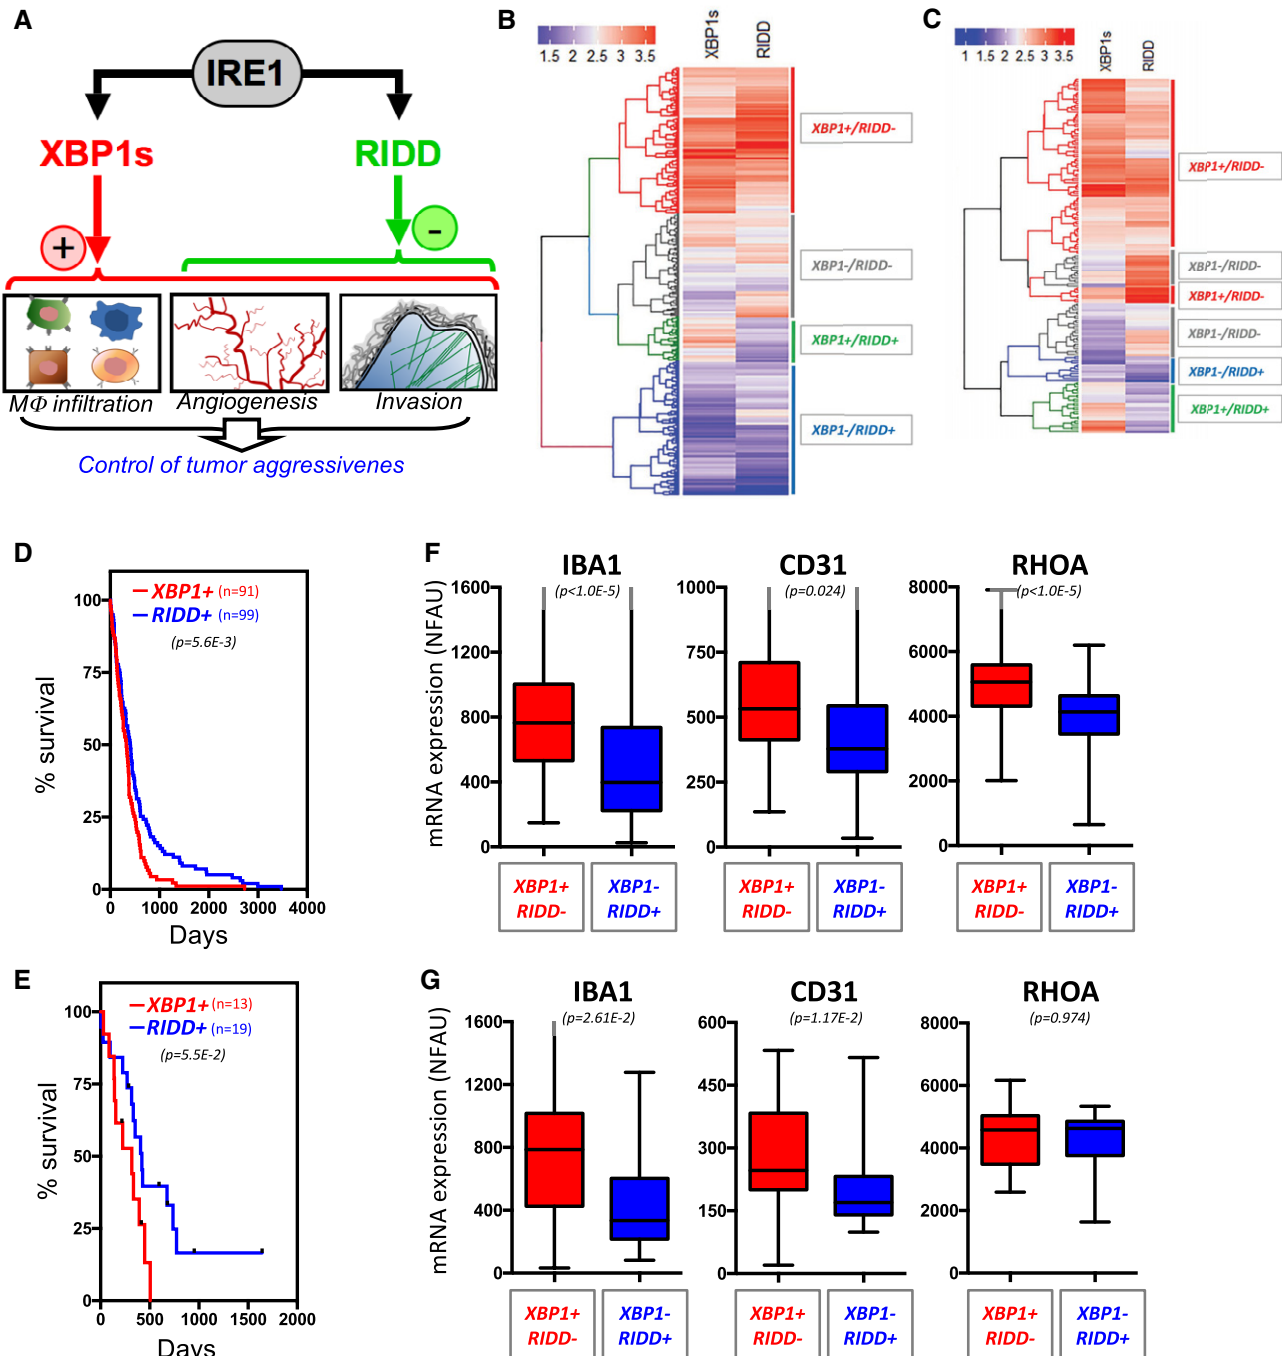 A
IRE1
XBP1s
RIDD
+
-
MΦ infiltration
Angiogenesis
Invasion
Control of tumor aggressivenes
B
1.5 2 2.5 3 3.5
XBP1s
RIDD
XBP1+/RIDD-
XBP1-/RIDD-
XBP1+/RIDD+
XBP1-/RIDD+
C
1 2 2.5 3 3.5
XBP1s
RIDD
XBP1+/RIDD-
XBP1-/RIDD-
XBP1+/RIDD-
XBP1-/RIDD-
XBP1-/RIDD+
XBP1+/RIDD+
D
XBP1+ (n=91)
RIDD+ (n=99)
(p=5.6E-3)
% survival
100
75
50
25
0
0 1000 2000 3000 4000
Days
E
XBP1+ (n=13)
RIDD+ (n=19)
(p=5.5E-2)
% survival
100
75
50
25
0
0 500 1000 1500 2000
Days
F
mRNA expression (NFAU)
IBA1
(p<1.0E-5)
1600
1200
800
400
0
XBP1+
RIDD-
XBP1-
RIDD+
CD31
(p=0.024)
1000
750
500
250
0
XBP1+
RIDD-
XBP1-
RIDD+
RHOA
(p<1.0E-5)
8000
6000
4000
2000
0
XBP1+
RIDD-
XBP1-
RIDD+
G
mRNA expression (NFAU)
IBA1
(p=2.61E-2)
1600
1200
800
400
0
XBP1+
RIDD-
XBP1-
RIDD+
CD31
(p=1.17E-2)
600
450
300
150
0
XBP1+
RIDD-
XBP1-
RIDD+
RHOA
(p=0.974)
8000
6000
4000
2000
0
XBP1+
RIDD-
XBP1-
RIDD+